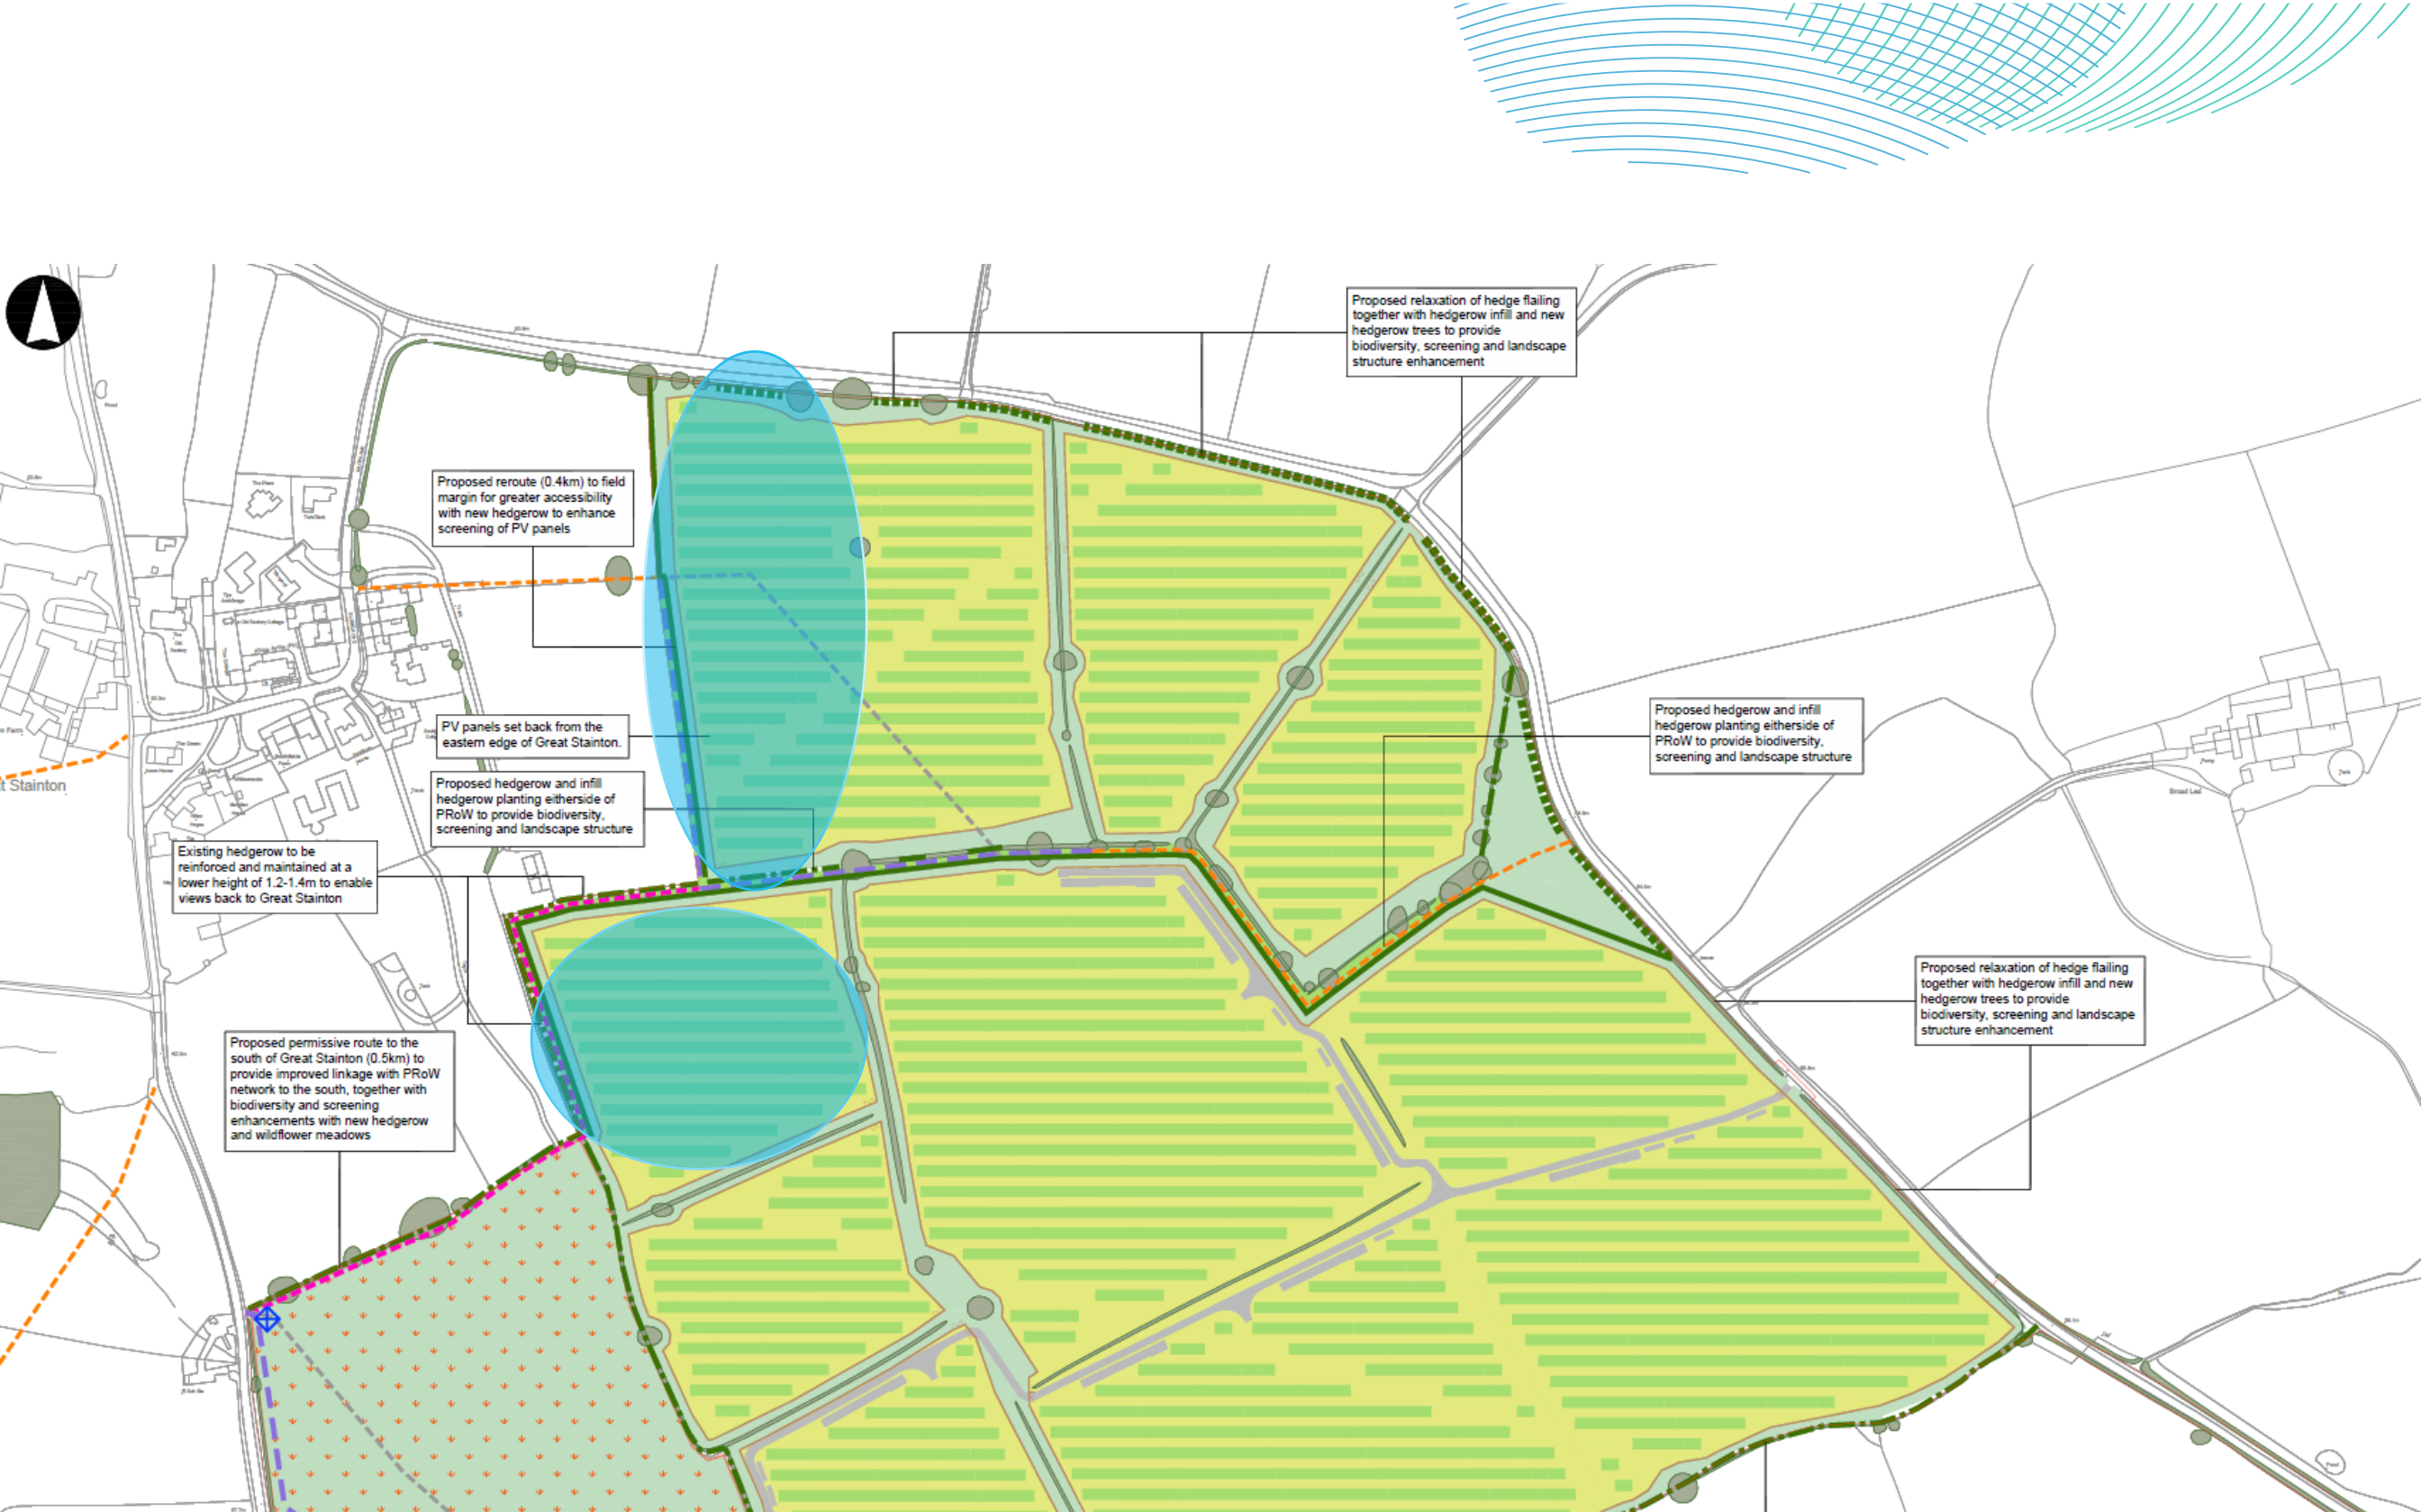 Proposed relaxation of hedge flailing
together with hedgerow infill and new
hedgerow trees to provide
biodiversity, screening and landscape
structure enhancement
Proposed reroute (0.4km) to field
margin for greater accessibility
with new hedgerow to enhance
screening of PV panels
PV panels set back from the
eastern edge of Great Stainton.
Proposed hedgerow and infill
hedgerow planting eitherside of
PRoW to provide biodiversity,
screening and landscape structure
Proposed hedgerow and infill
hedgerow planting eitherside of
PRoW to provide biodiversity,
screening and landscape structure
t Stainton
Existing hedgerow to be
reinforced and maintained at a
lower height of 1.2-1.4m to enable
views back to Great Stainton
Proposed relaxation of hedge flailing
together with hedgerow infill and new
hedgerow trees to provide
biodiversity, screening and landscape
structure enhancement
Proposed permissive route to the
south of Great Stainton (0.5km) to
provide improved linkage with PRoW
network to the south, together with
biodiversity and screening
enhancements with new hedgerow
and wildflower meadows
Pond
The Green
Track
Tank
Pond